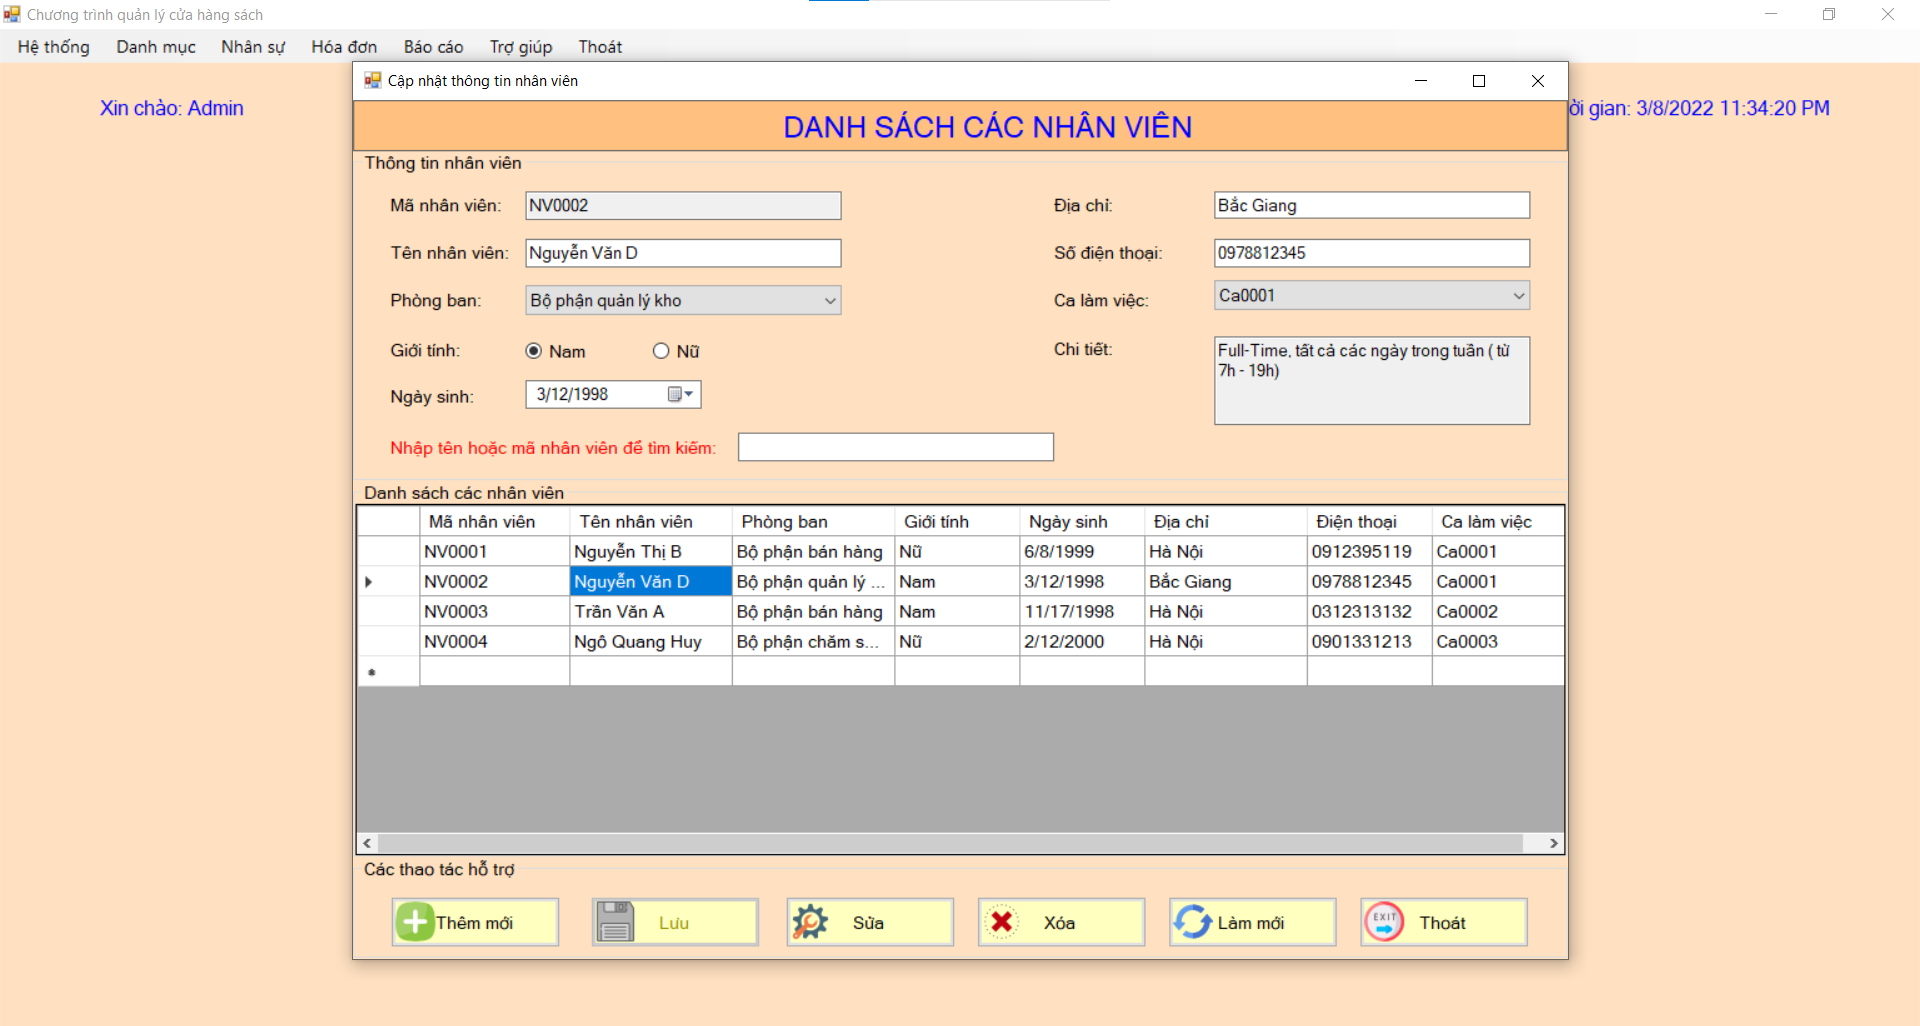 Chương trình quản lý cửa hàng sách
Hệ thống Danh mục Nhân sự Hóa đơn Báo cáo Trợ giúp Thoát
Cập nhật thông tin nhân viên
Xin chào: Admin
ời gian: 3/8/2022 11:34:20 PM
DANH SÁCH CÁC NHÂN VIÊN
Thông tin nhân viên
Mã nhân viên: NV0002
Địa chỉ: Bắc Giang
Tên nhân viên: Nguyễn Văn D
Số điện thoại: 0978812345
Phòng ban: Bộ phận quản lý kho
Ca làm việc: Ca0001
Giới tính: Nam Nữ
Chi tiết: Full-Time, tất cả các ngày trong tuần ( từ
7h - 19h)
Ngày sinh: 3/12/1998
Nhập tên hoặc mã nhân viên để tìm kiếm:
Danh sách các nhân viên
Mã nhân viên Tên nhân viên Phòng ban Giới tính Ngày sinh Địa chỉ Điện thoại Ca làm việc
NV0001 Nguyễn Thị B Bộ phận bán hàng Nữ 6/8/1999 Hà Nội 0912395119 Ca0001
NV0002 Nguyễn Văn D Bộ phận quản lý ... Nam 3/12/1998 Bắc Giang 0978812345 Ca0001
NV0003 Trần Văn A Bộ phận bán hàng Nam 11/17/1998 Hà Nội 0312313132 Ca0002
NV0004 Ngô Quang Huy Bộ phận chăm s... Nữ 2/12/2000 Hà Nội 0901331213 Ca0003
Các thao tác hỗ trợ
Thêm mới Lưu Sửa Xóa Làm mới EXIT Thoát